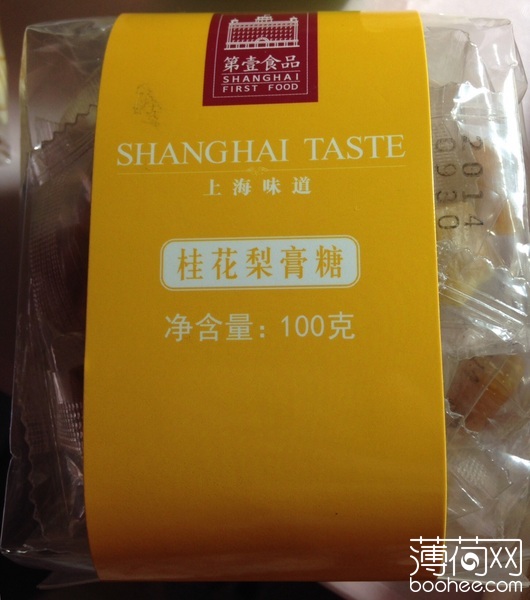 第壹食品
SHANGHAI
FIRST FOOD
SHANGHAI TASTE
上海味道
桂花梨膏糖
净含量：100克
2014
0930
薄荷网
boohee.com